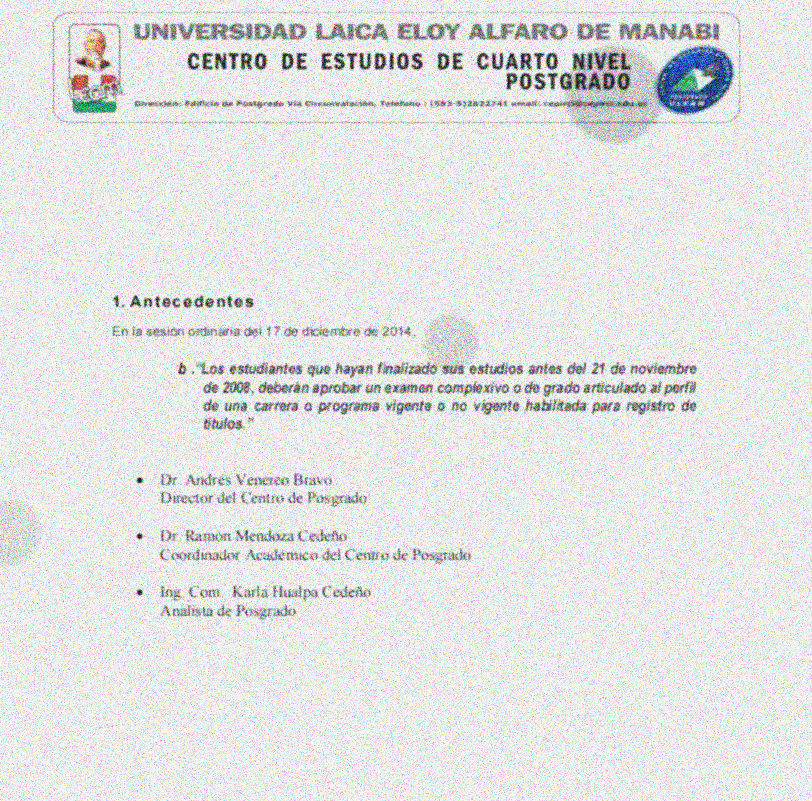 UNIVERSIDAD LAICA ELOY ALFARO DE MANABI
CENTRO DE ESTUDIOS DE CUARTO NIVEL
POSTGRADO
Dirección: Edificio de Postgrado Vía Circunvalación, Teléfono : (593-5)2622741 email:
1. Antecedentes
En la sesión ordinaria del 17 de diciembre de 2014,
b ."Los estudiantes que hayan finalizado sus estudios antes del 21 de noviembre
de 2008, deberán aprobar un examen complexivo o de grado articulado al perfil
de una carrera o programa vigente o no vigente habilitada para registro de
títulos."
• Dr. Andrés Venereo Bravo
Director del Centro de Posgrado
• Dr. Ramón Mendoza Cedeño
Coordinador Académico del Centro de Posgrado
• Ing. Com. Karla Hualpa Cedeño
Analista de Posgrado